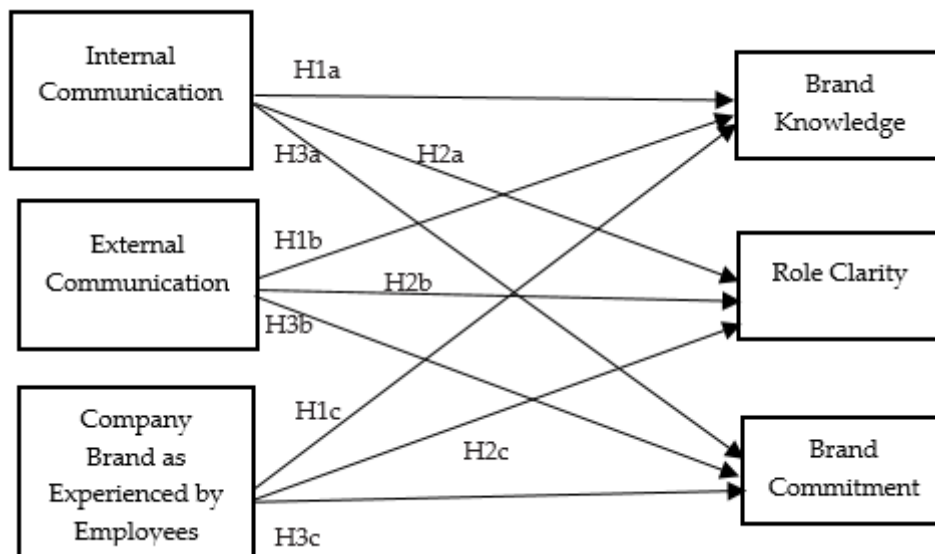 Internal
Communication
H1a
Brand
Knowledge
H3a
H2a
External
Communication
H1b
H2b
H3b
Role Clarity
Company
Brand as
Experienced by
Employees
H1c
H2c
H3c
Brand
Commitment